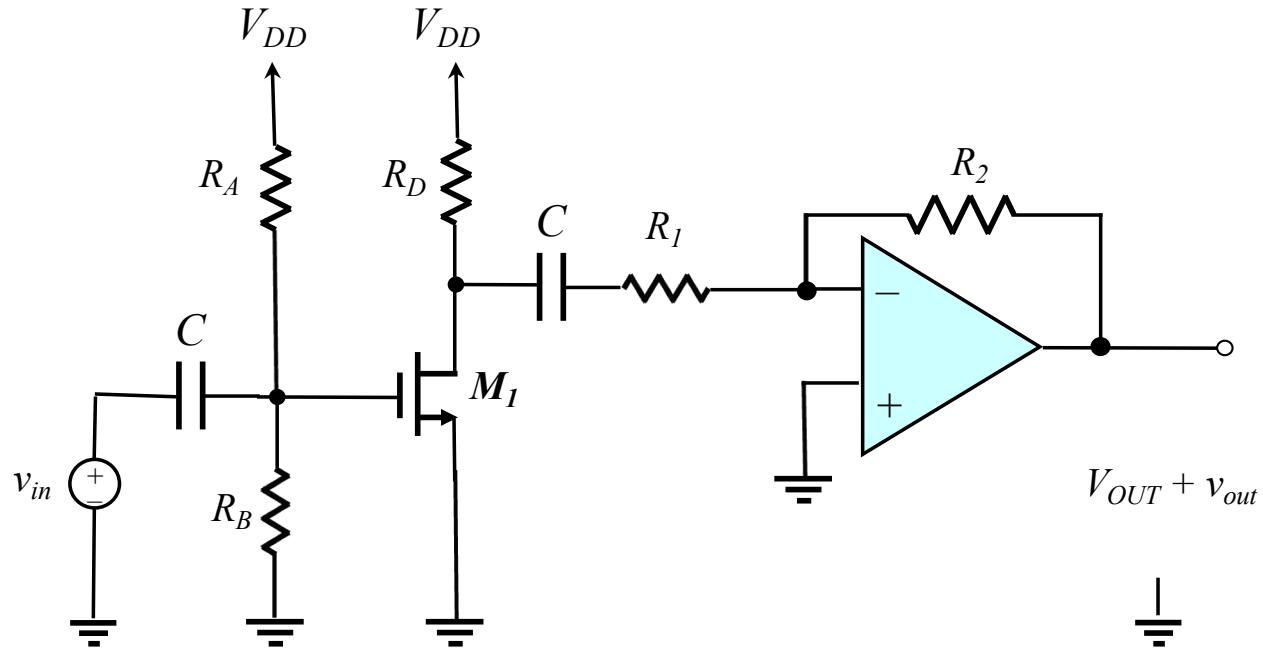 V_DD V_DD
R_A R_D R_2
C R_1
C
M_1
v_in + −
R_B
− +
V_OUT + v_out